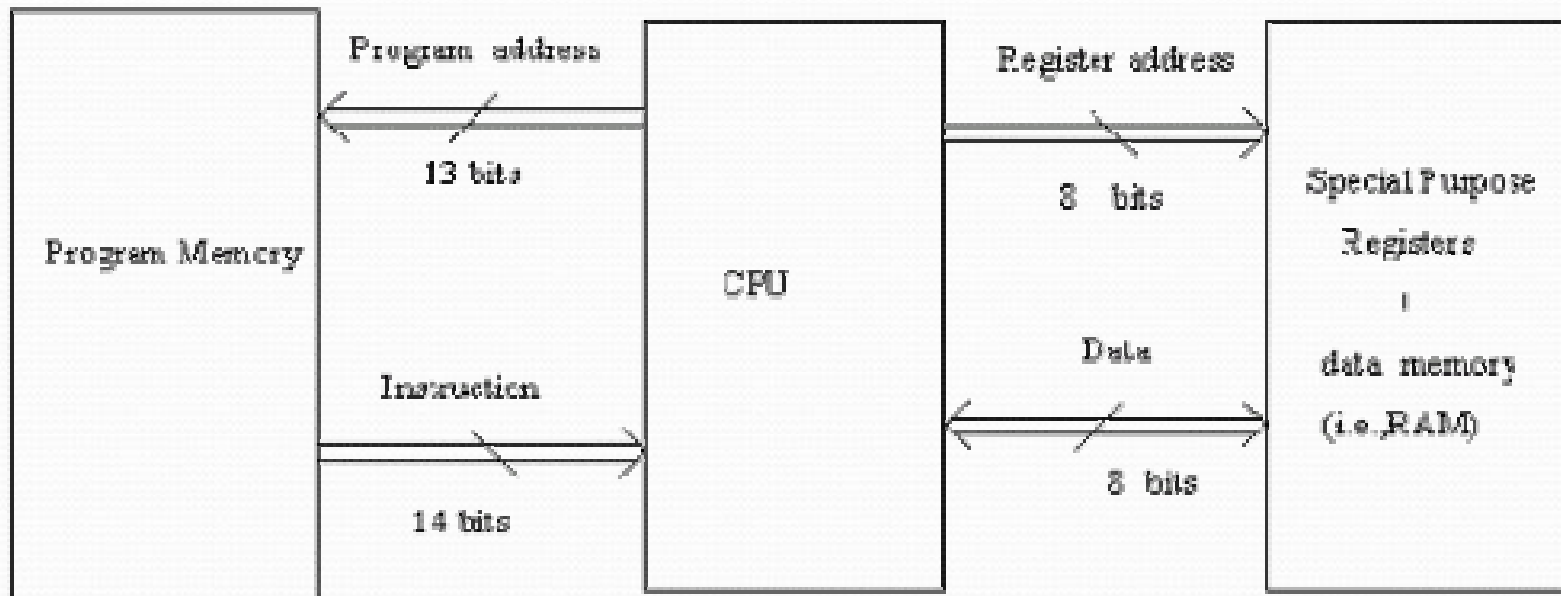 Program address
13 bits
Program Memory
Instruction
14 bits
CPU
Register address
8 bits
Data
8 bits
Special Purpose
Registers
+
data memory
(i.e.,RAM)